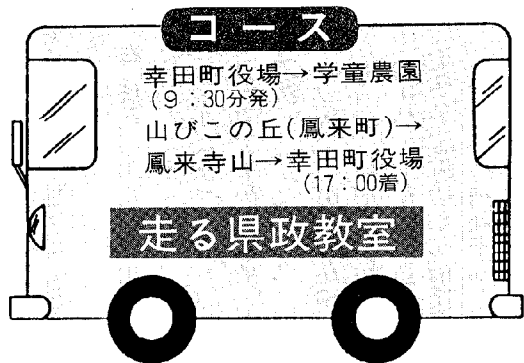 コース
幸田町役場→学童農園
(9：30分発)
山びこの丘(鳳来町)→
鳳来寺山→幸田町役場
(17：00着)
走る県政教室